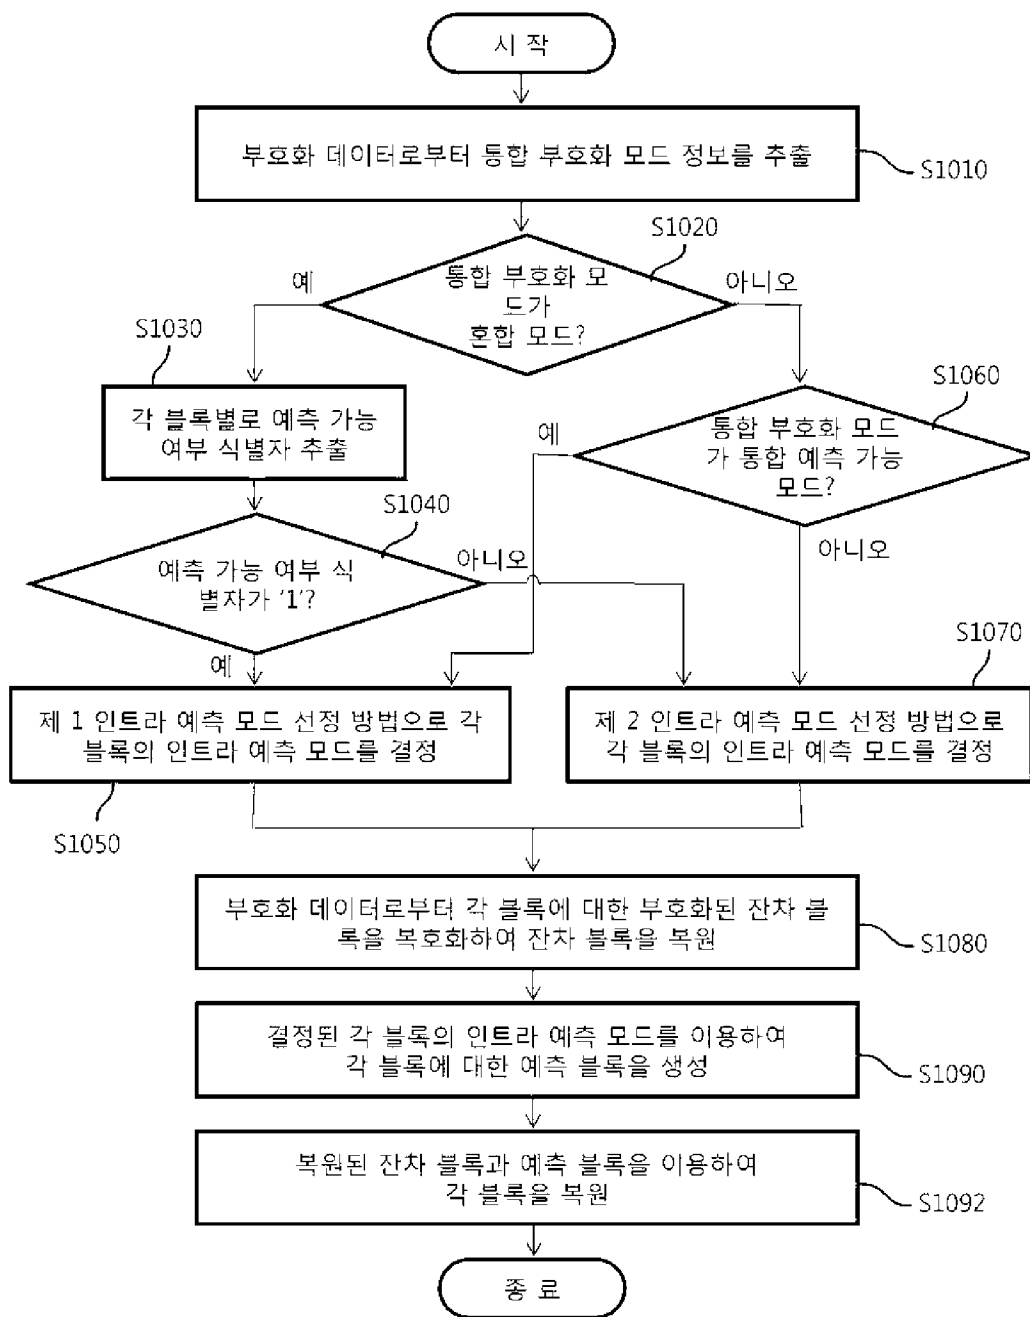 시 작
부호화 데이터로부터 통합 부호화 모드 정보를 추출
S1010
S1020
예
통합 부호화 모
드가
혼합 모드?
아니오
S1030
각 블록별로 예측 가능
여부 식별자 추출
S1060
예
통합 부호화 모드
가 통합 예측 가능
모드?
S1040
예측 가능 여부 식
별자가 '1'?
아니오
아니오
예
S1070
제 1 인트라 예측 모드 선정 방법으로 각
블록의 인트라 예측 모드를 결정
제 2 인트라 예측 모드 선정 방법으로
각 블록의 인트라 예측 모드를 결정
S1050
부호화 데이터로부터 각 블록에 대한 부호화된 잔차 블
록을 복호화하여 잔차 블록을 복원
S1080
결정된 각 블록의 인트라 예측 모드를 이용하여
각 블록에 대한 예측 블록을 생성
S1090
복원된 잔차 블록과 예측 블록을 이용하여
각 블록을 복원
S1092
종 료